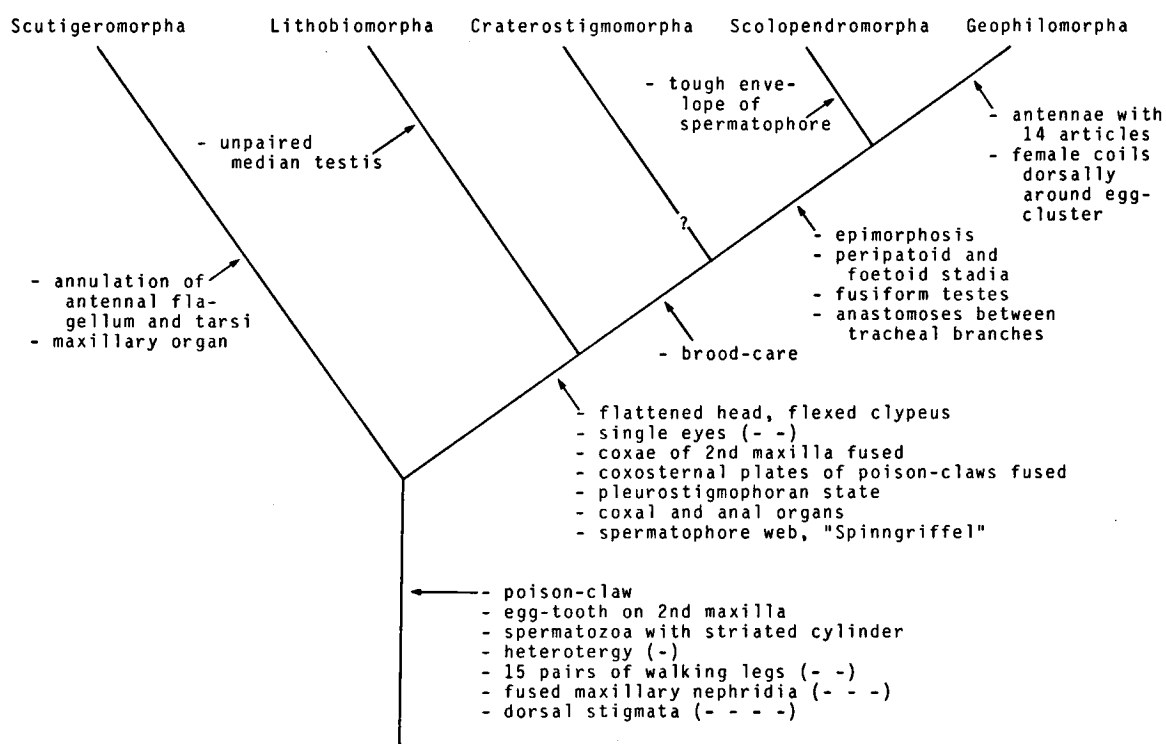 Scutigeromorpha
Lithobiomorpha
Craterostigmomorpha
Scolopendromorpha
Geophilomorpha
- tough enve-
lope of
spermatophore
- antennae with
14 articles
- female coils
dorsally
around egg-
cluster
- unpaired
median testis
?
- epimorphosis
- peripatoid and
foetoid stadia
- fusiform testes
- anastomoses between
tracheal branches
- annulation of
antennal fla-
gellum and tarsi
- maxillary organ
- brood-care
- flattened head, flexed clypeus
- single eyes (- -)
- coxae of 2nd maxilla fused
- coxosternal plates of poison-claws fused
- pleurostigmophoran state
- coxal and anal organs
- spermatophore web, "Spinngriffel"
- poison-claw
- egg-tooth on 2nd maxilla
- spermatozoa with striated cylinder
- heterotergy (-)
- 15 pairs of walking legs (- -)
- fused maxillary nephridia (- - -)
- dorsal stigmata (- - - -)